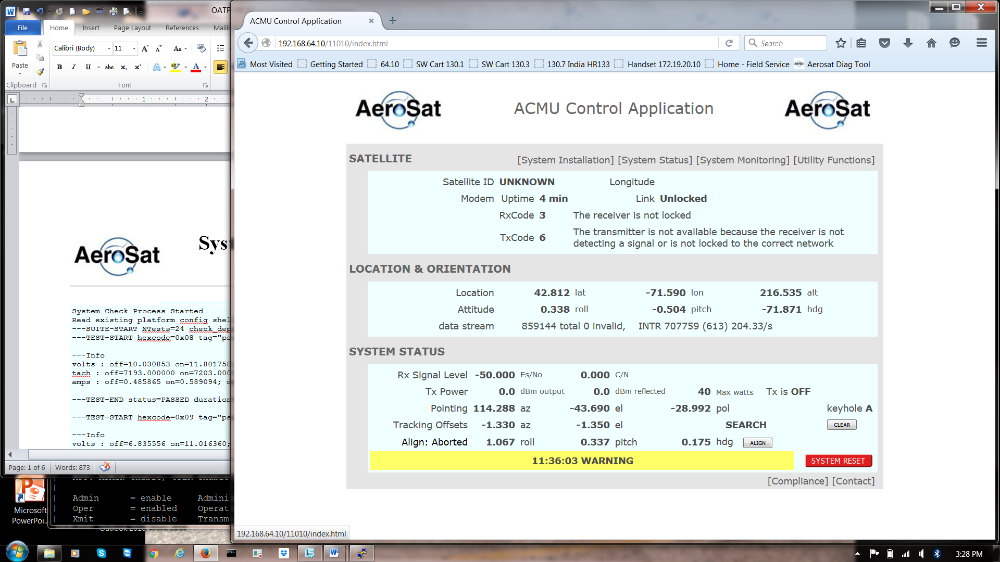 OATP
File Home Insert Page Layout References Mailin
Calibri (Body) 11
Paste
Clipboard Font
1 2
AeroSat Syst
System Check Process Started
Read existing platform config shel
---SUITE-START NTests=24 check_dep
---TEST-START hexcode=0x08 tag="ps
---Info
volts : off=10.030853 on=11.801758
tach : off=7193.000000 on=7203.000
amps : off=0.485865 on=0.589094; d
---TEST-END status=PASSED duration
---TEST-START hexcode=0x09 tag="ps
---Info
volts : off=6.835556 on=11.016360;
Page: 1 of 6 Words: 873
Admin = enable Admini
Oper = enabled Operat
Xmit = disable Transm
Microsoft
PowerPoi...
ACMU Control Application
192.168.64.10/11010/index.html
Search
Most Visited Getting Started 64.10 SW Cart 130.1 SW Cart 130.3 130.7 India HR133 Handset 172.19.20.10 Home - Field Service Aerosat Diag Tool
AeroSat ACMU Control Application AeroSat
SATELLITE [System Installation] [System Status] [System Monitoring] [Utility Functions]
Satellite ID UNKNOWN Longitude
Modem Uptime 4 min Link Unlocked
RxCode 3 The receiver is not locked
TxCode 6 The transmitter is not available because the receiver is not
detecting a signal or is not locked to the correct network
LOCATION & ORIENTATION
Location 42.812 lat -71.590 lon 216.535 alt
Attitude 0.338 roll -0.504 pitch -71.871 hdg
data stream 859144 total 0 invalid, INTR 707759 (613) 204.33/s
SYSTEM STATUS
Rx Signal Level -50.000 Es/No 0.000 C/N
Tx Power 0.0 dBm output 0.0 dBm reflected 40 Max watts Tx is OFF
Pointing 114.288 az -43.690 el -28.992 pol keyhole A
Tracking Offsets -1.330 az -1.350 el SEARCH CLEAR
Align: Aborted 1.067 roll 0.337 pitch 0.175 hdg ALIGN
11:36:03 WARNING SYSTEM RESET
[Compliance] [Contact]
192.168.64.10/11010/index.html
3:28 PM